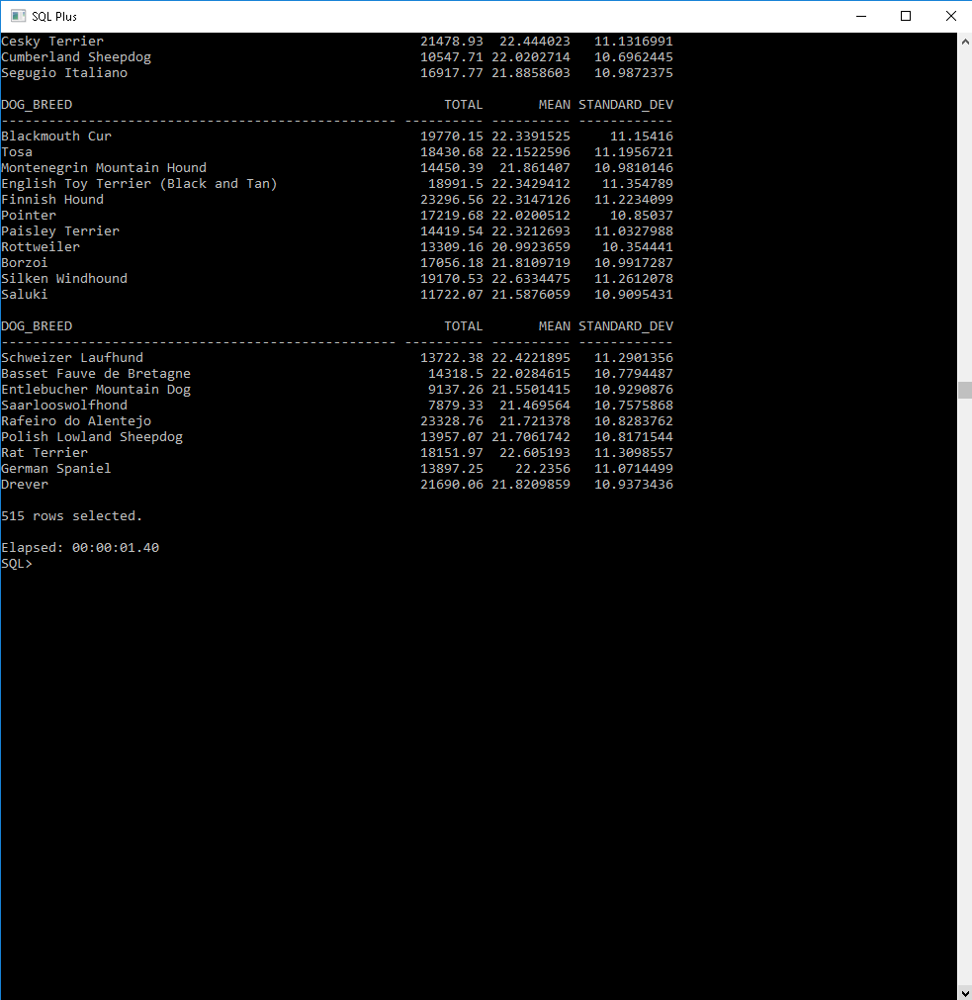 SQL Plus
Cesky Terrier 21478.93 22.444023 11.1316991
Cumberland Sheepdog 10547.71 22.0202714 10.6962445
Segugio Italiano 16917.77 21.8858603 10.9872375
DOG_BREED TOTAL MEAN STANDARD_DEV
-------------------------------------------------- ---------- ---------- ------------
Blackmouth Cur 19770.15 22.3391525 11.15416
Tosa 18430.68 22.1522596 11.1956721
Montenegrin Mountain Hound 14450.39 21.861407 10.9810146
English Toy Terrier (Black and Tan) 18991.5 22.3429412 11.354789
Finnish Hound 23296.56 22.3147126 11.2234099
Pointer 17219.68 22.0200512 10.85037
Paisley Terrier 14419.54 22.3212693 11.0327988
Rottweiler 13309.16 20.9923659 10.354441
Borzoi 17056.18 21.8109719 10.9917287
Silken Windhound 19170.53 22.6334475 11.2612078
Saluki 11722.07 21.5876059 10.9095431
DOG_BREED TOTAL MEAN STANDARD_DEV
-------------------------------------------------- ---------- ---------- ------------
Schweizer Laufhund 13722.38 22.4221895 11.2901356
Basset Fauve de Bretagne 14318.5 22.0284615 10.7794487
Entlebucher Mountain Dog 9137.26 21.5501415 10.9290876
Saarlooswolfhond 7879.33 21.469564 10.7575868
Rafeiro do Alentejo 23328.76 21.721378 10.8283762
Polish Lowland Sheepdog 13957.07 21.7061742 10.8171544
Rat Terrier 18151.97 22.605193 11.3098557
German Spaniel 13897.25 22.2356 11.0714499
Drever 21690.06 21.8209859 10.9373436
515 rows selected.
Elapsed: 00:00:01.40
SQL>